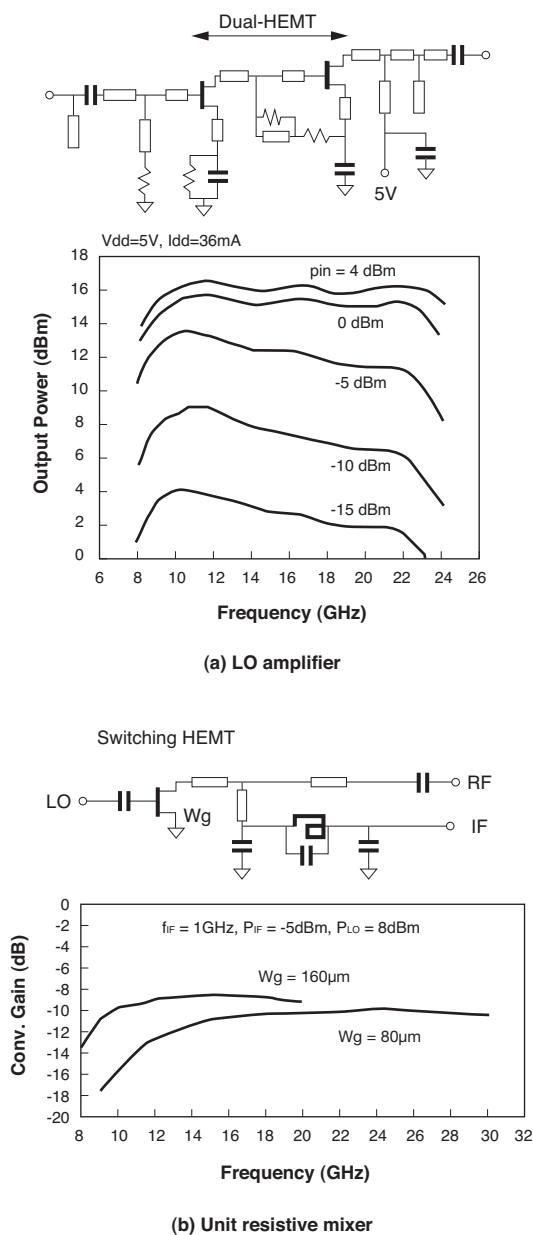 Dual-HEMT
5V
Vdd=5V, Idd=36mA
18
16
14
12
10
8
6
4
2
0
Output Power (dBm)
pin = 4 dBm
0 dBm
-5 dBm
-10 dBm
-15 dBm
6 8 10 12 14 16 18 20 22 24 26
Frequency (GHz)
(a) LO amplifier
Switching HEMT
LO
Wg
RF
IF
0
-2
-4
-6
-8
-10
-12
-14
-16
-18
-20
Conv. Gain (dB)
fIF = 1GHz, PIF = -5dBm, PLO = 8dBm
Wg = 160μm
Wg = 80μm
8 10 12 14 16 18 20 22 24 26 28 30 32
Frequency (GHz)
(b) Unit resistive mixer